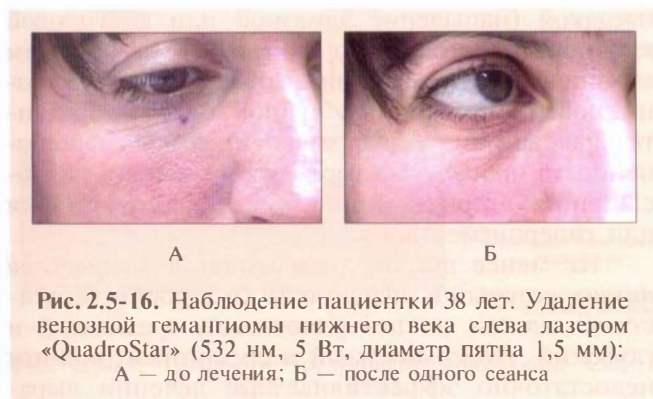 А
Б
Рис. 2.5-16. Наблюдение пациентки 38 лет. Удаление
венозной гемангиомы нижнего века слева лазером
«QuadroStar» (532 нм, 5 Вт, диаметр пятна 1,5 мм):
А — до лечения; Б — после одного сеанса